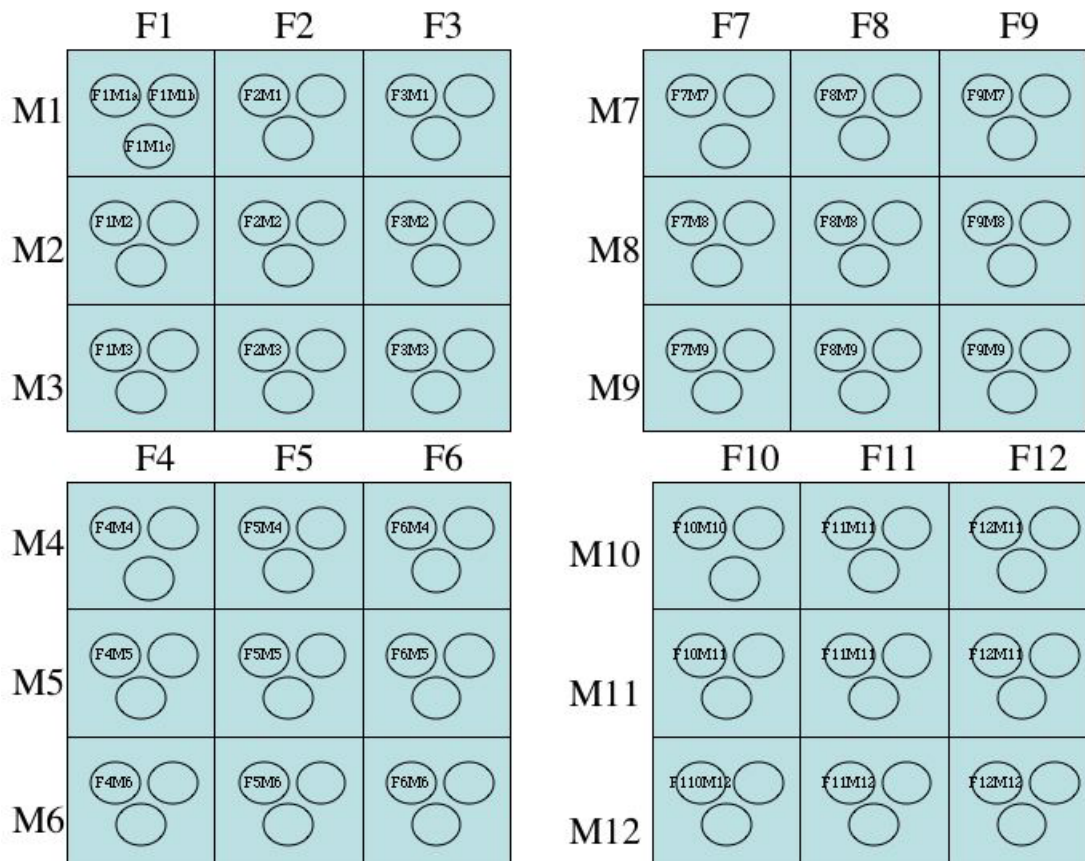 F1 F2 F3
M1 F1M1a F1M1b F2M1 F3M1
F1M1c
M2 F1M2 F2M2 F3M2
M3 F1M3 F2M3 F3M3
F7 F8 F9
M7 F7M7 F8M7 F9M7
M8 F7M8 F8M8 F9M8
M9 F7M9 F8M9 F9M9
F4 F5 F6
M4 F4M4 F5M4 F6M4
M5 F4M5 F5M5 F6M5
M6 F4M6 F5M6 F6M6
F10 F11 F12
M10 F10M10 F11M11 F12M11
M11 F10M11 F11M11 F12M11
M12 F110M12 F11M12 F12M12